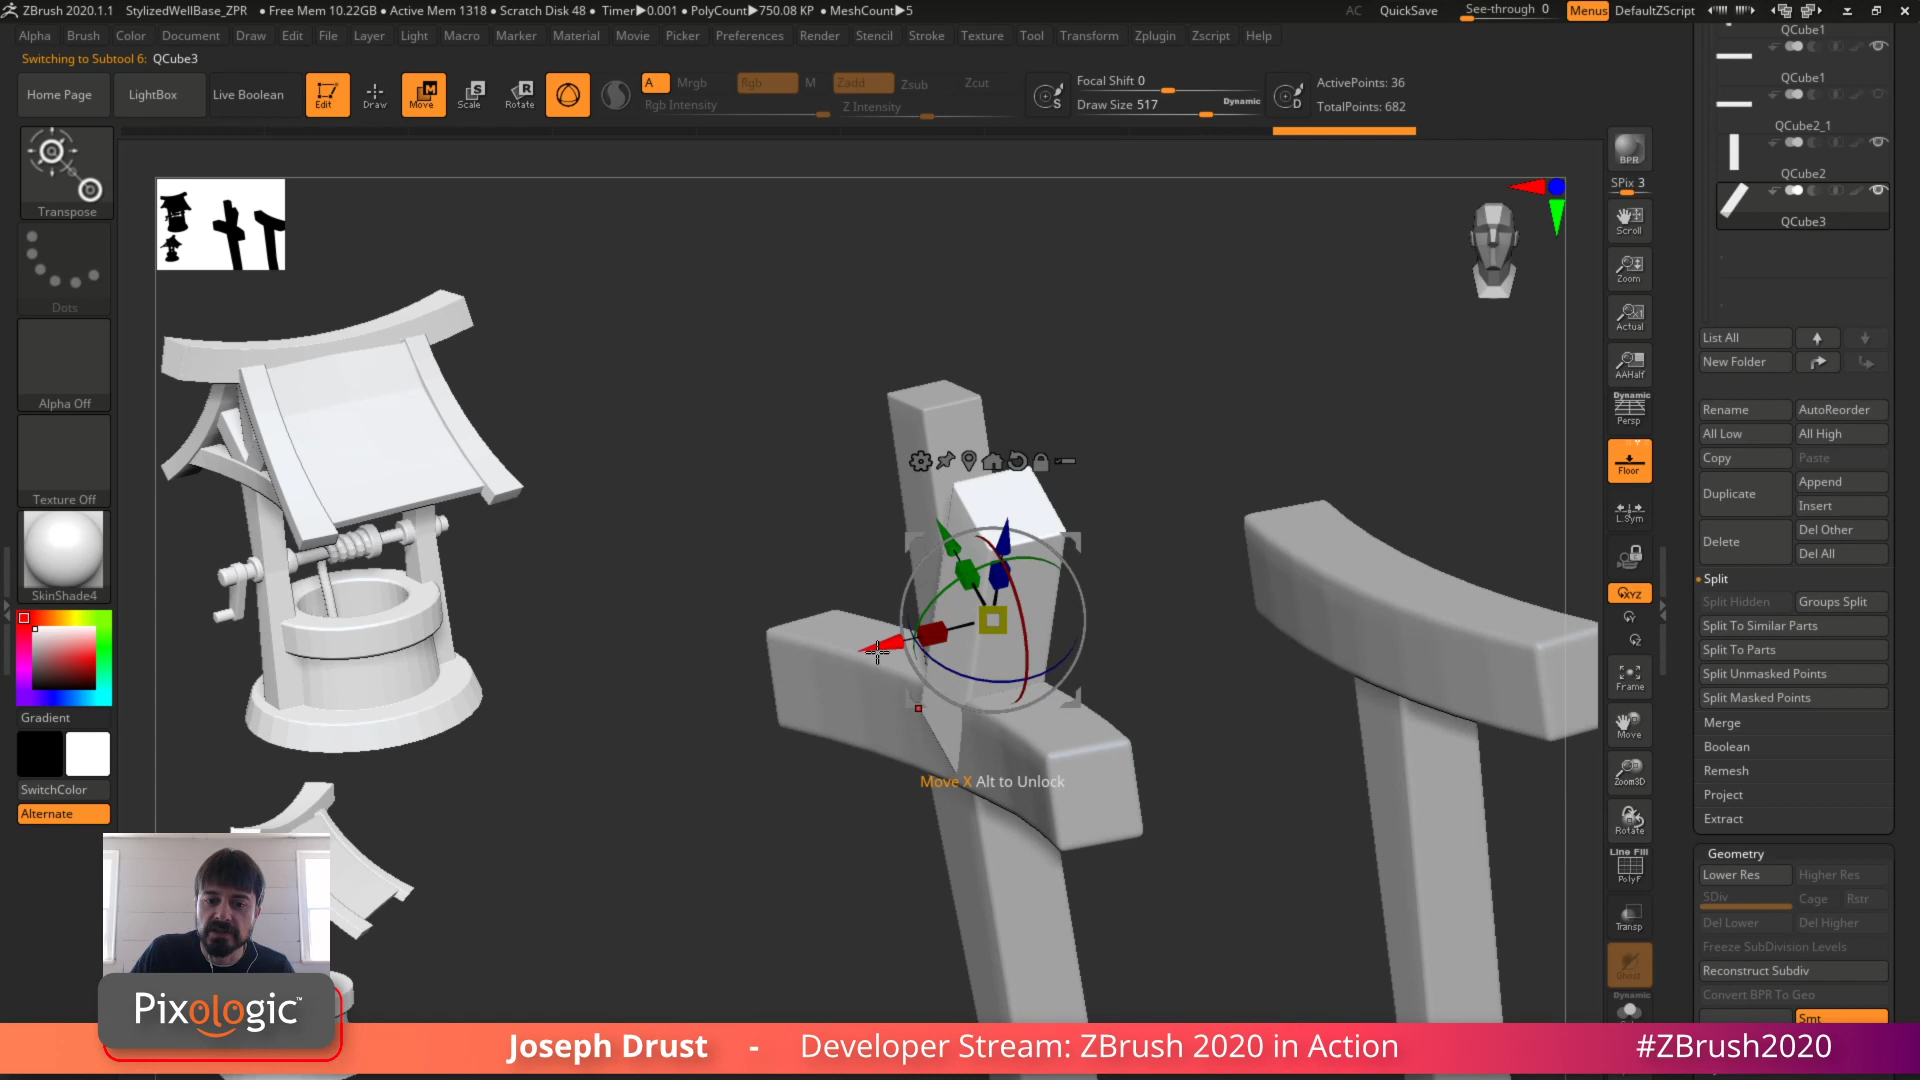 ZBrush 2020.1.1 StylizedWellBase_ZPR • Free Mem 10.22GB • Active Mem 1318 • Scratch Disk 48 • Timer▶0.001 • PolyCount▶750.08 KP • MeshCount▶5 AC QuickSave See-through 0 Menus DefaultZScript
Alpha Brush Color Document Draw Edit File Layer Light Macro Marker Material Movie Picker Preferences Render Stencil Stroke Texture Tool Transform Zplugin Zscript Help
Switching to Subtool 6: QCube3
Home Page LightBox Live Boolean Edit Draw Move Scale Rotate
A Mrgb Rgb M Zadd Zsub Zcut
Rgb Intensity Z Intensity
Focal Shift 0
Draw Size 517 Dynamic
ActivePoints: 36
TotalPoints: 682
Transpose
Dots
Alpha Off
Texture Off
SkinShade4
Gradient
SwitchColor
Alternate
Move X Alt to Unlock
BPR
SPix 3
Scroll
Zoom
Actual
AAHalf
Dynamic
Persp
Floor
L.Sym
XYZ
Frame
Move
Zoom3D
Rotate
Line Fill
PolyF
Transp
Ghost
Dynamic
QCube1
QCube1
QCube2_1
QCube2
QCube3
List All
New Folder
Rename AutoReorder
All Low All High
Copy Paste
Duplicate Append
Insert
Delete Del Other
Del All
Split
Split Hidden Groups Split
Split To Similar Parts
Split To Parts
Split Unmasked Points
Split Masked Points
Merge
Boolean
Remesh
Project
Extract
Geometry
Lower Res Higher Res
SDiv Cage Rstr
Del Lower Del Higher
Freeze SubDivision Levels
Reconstruct Subdiv
Convert BPR To Geo
Smt
Pixologic™
Joseph Drust - Developer Stream: ZBrush 2020 in Action #ZBrush2020